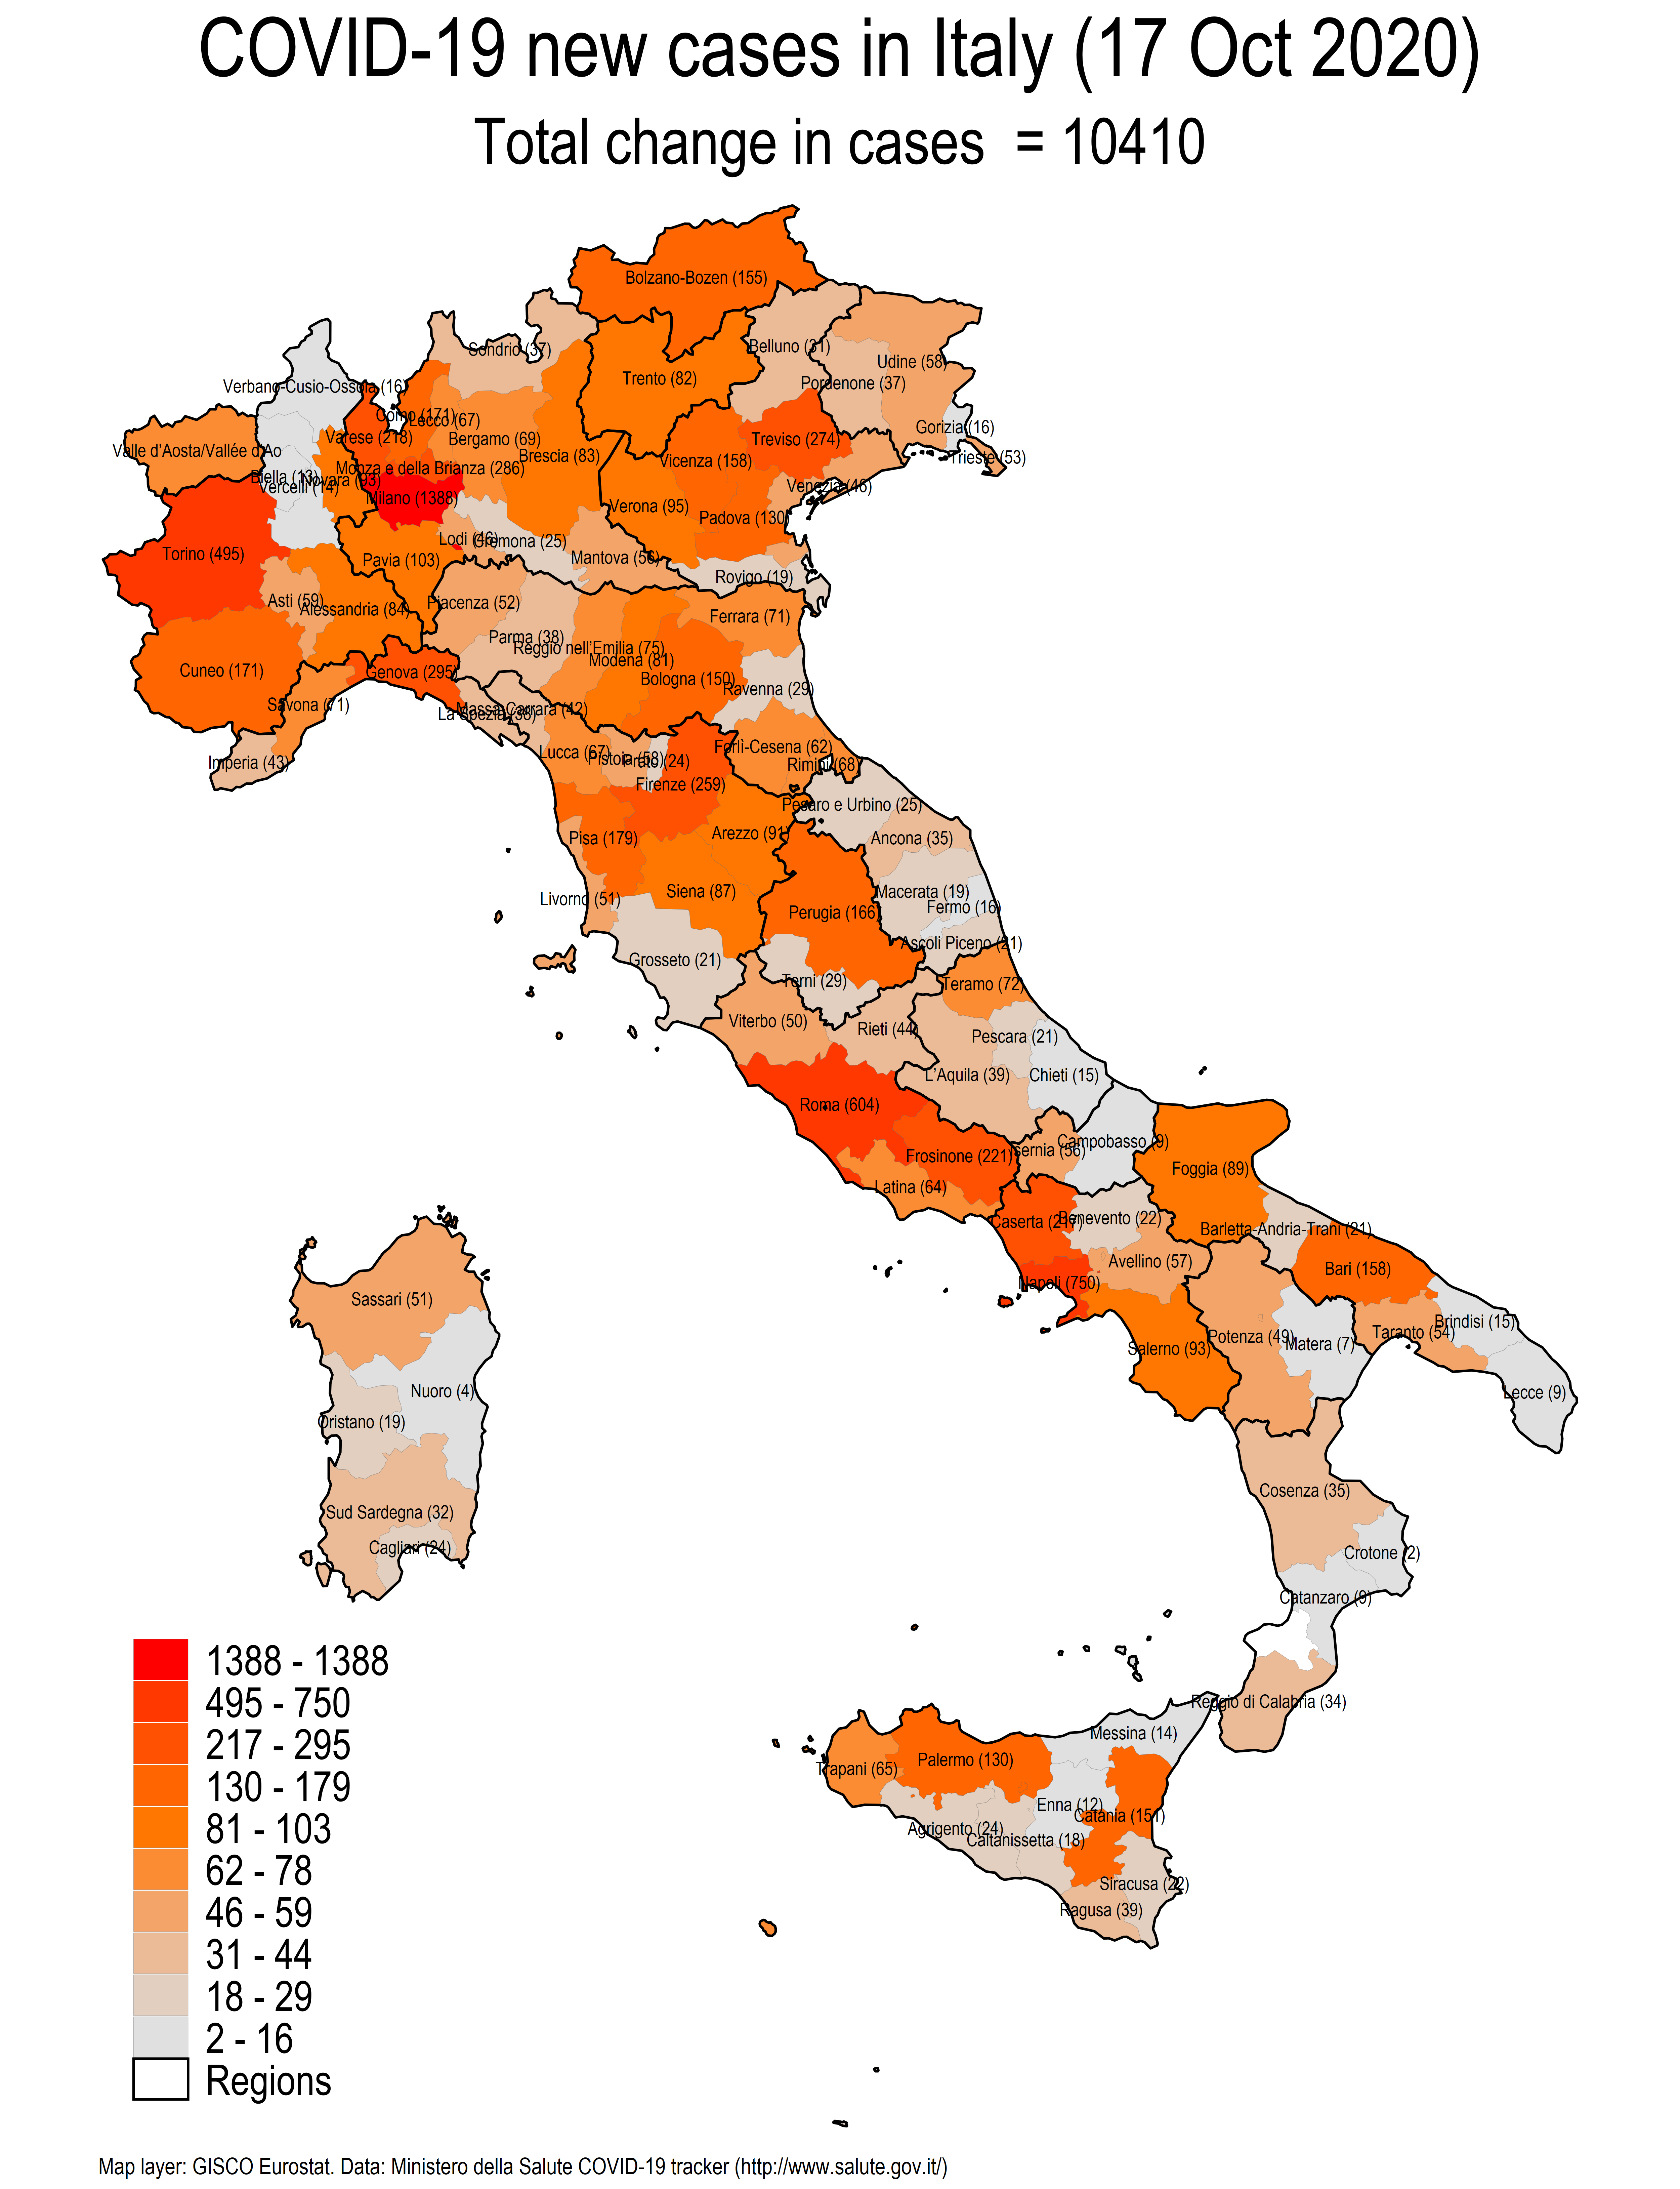 COVID-19 new cases in Italy (17 Oct 2020)
Total change in cases = 10410
Bolzano-Bozen (155)
Sondrio (37)
Belluno (31)
Udine (58)
Trento (82)
Pordenone (37)
Verbano-Cusio-Ossola (16)
Como (171)
Lecco (67)
Gorizia (16)
Varese (218)
Bergamo (69)
Treviso (274)
Valle d'Aosta/Vallée d'Ao
Brescia (83)
Vicenza (158)
Trieste (53)
Monza e della Brianza (286)
Biella (13)
Novara (93)
Vercelli (14)
Venezia (46)
Milano (1388)
Verona (95)
Padova (130)
Lodi (46)
Cremona (25)
Torino (495)
Pavia (103)
Mantova (56)
Rovigo (19)
Asti (59)
Alessandria (84)
Piacenza (52)
Ferrara (71)
Parma (38)
Reggio nell'Emilia (75)
Modena (81)
Cuneo (171)
Genova (295)
Bologna (150)
Ravenna (29)
Savona (71)
Massa Carrara (42)
La Spezia (38)
Forlì-Cesena (62)
Lucca (67)
Pistoia (58)
Prato (24)
Imperia (43)
Rimini (68)
Firenze (259)
Pesaro e Urbino (25)
Arezzo (91)
Pisa (179)
Ancona (35)
Siena (87)
Macerata (19)
Livorno (51)
Fermo (16)
Perugia (166)
Ascoli Piceno (21)
Grosseto (21)
Terni (29)
Teramo (72)
Viterbo (50)
Rieti (44)
Pescara (21)
L'Aquila (39)
Chieti (15)
Roma (604)
Campobasso (9)
Isernia (56)
Frosinone (221)
Foggia (89)
Latina (64)
Caserta (217)
Benevento (22)
Barletta-Andria-Trani (21)
Avellino (57)
Bari (158)
Napoli (750)
Sassari (51)
Brindisi (15)
Potenza (49)
Taranto (54)
Matera (7)
Salerno (93)
Nuoro (4)
Lecce (9)
Oristano (19)
Cosenza (35)
Sud Sardegna (32)
Cagliari (24)
Crotone (2)
Catanzaro (9)
Reggio di Calabria (34)
Messina (14)
Palermo (130)
Trapani (65)
Enna (12)
Catania (151)
Agrigento (24)
Caltanissetta (18)
Siracusa (22)
Ragusa (39)
1388 - 1388
495 - 750
217 - 295
130 - 179
81 - 103
62 - 78
46 - 59
31 - 44
18 - 29
2 - 16
Regions
Map layer: GISCO Eurostat. Data: Ministero della Salute COVID-19 tracker (http://www.salute.gov.it/)